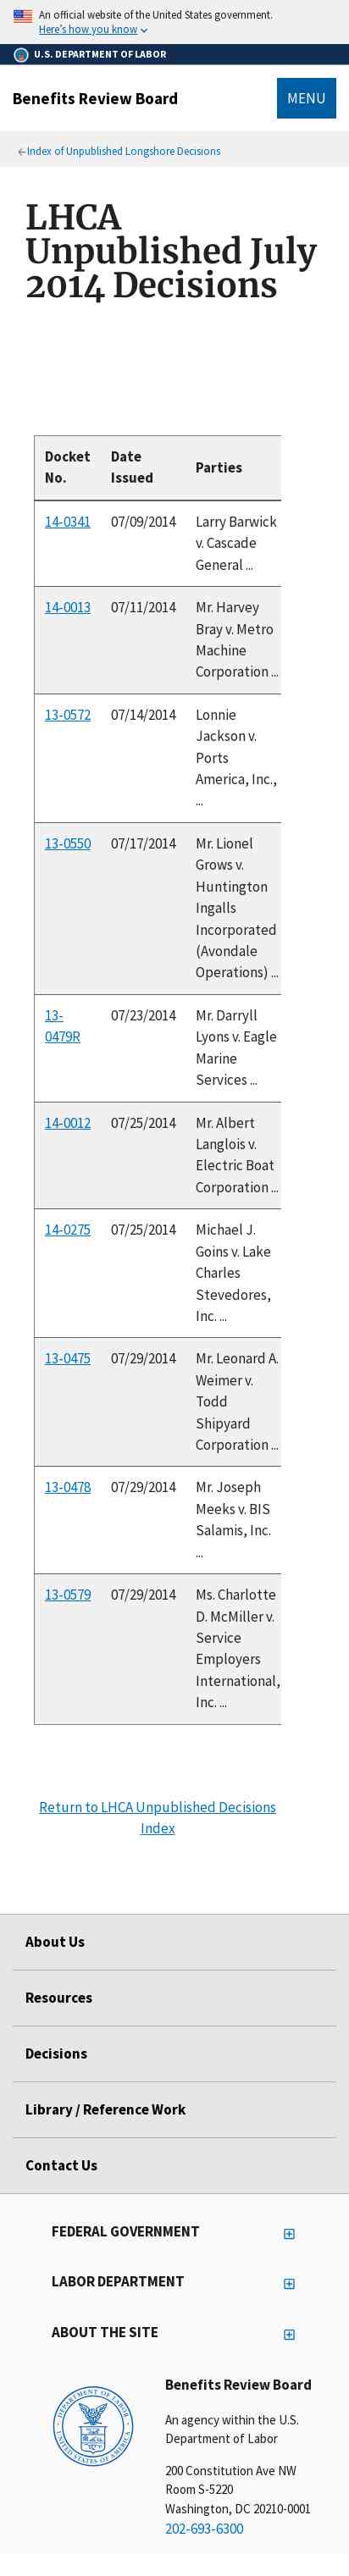 An official website of the United States government.
Here's how you know
U.S. DEPARTMENT OF LABOR
Benefits Review Board
MENU
Index of Unpublished Longshore Decisions
LHCA
Unpublished July
2014 Decisions
Docket
No.
Date
Issued
Parties
14-0341
07/09/2014
Larry Barwick
v. Cascade
General ...
14-0013
07/11/2014
Mr. Harvey
Bray v. Metro
Machine
Corporation ...
13-0572
07/14/2014
Lonnie
Jackson v.
Ports
America, Inc.,
...
13-0550
07/17/2014
Mr. Lionel
Grows v.
Huntington
Ingalls
Incorporated
(Avondale
Operations) ...
13-
0479R
07/23/2014
Mr. Darryll
Lyons v. Eagle
Marine
Services ...
14-0012
07/25/2014
Mr. Albert
Langlois v.
Electric Boat
Corporation ...
14-0275
07/25/2014
Michael J.
Goins v. Lake
Charles
Stevedores,
Inc. ...
13-0475
07/29/2014
Mr. Leonard A.
Weimer v.
Todd
Shipyard
Corporation ...
13-0478
07/29/2014
Mr. Joseph
Meeks v. BIS
Salamis, Inc.
...
13-0579
07/29/2014
Ms. Charlotte
D. McMiller v.
Service
Employers
International,
Inc. ...
Return to LHCA Unpublished Decisions
Index
About Us
Resources
Decisions
Library / Reference Work
Contact Us
FEDERAL GOVERNMENT
LABOR DEPARTMENT
ABOUT THE SITE
DEPARTMENT OF LABOR
UNITED STATES OF AMERICA
Benefits Review Board
An agency within the U.S.
Department of Labor
200 Constitution Ave NW
Room S-5220
Washington, DC 20210-0001
202-693-6300